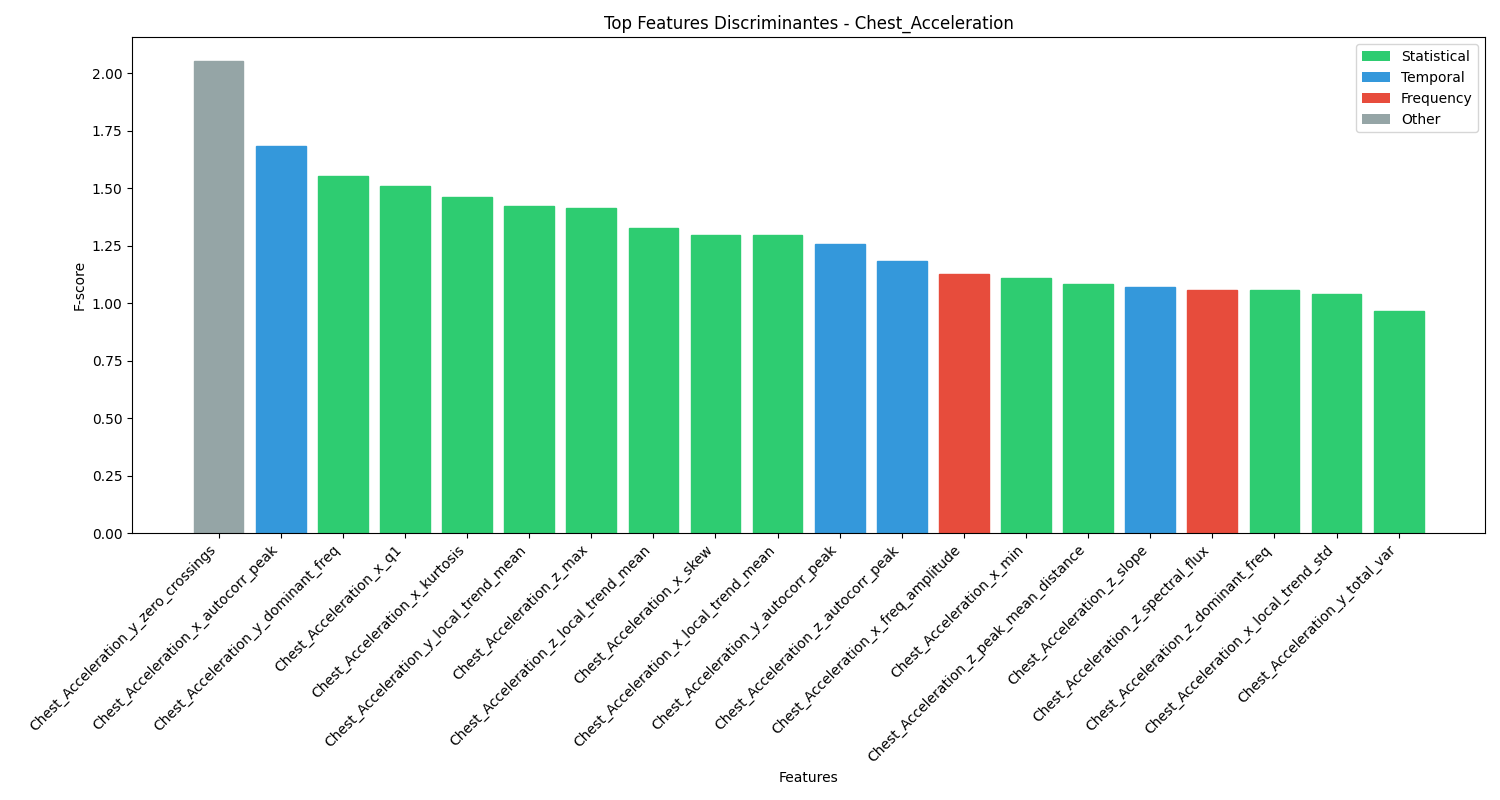 Top Features Discriminantes - Chest_Acceleration
Statistical
Temporal
Frequency
Other
F-score
2.00
1.75
1.50
1.25
1.00
0.75
0.50
0.25
0.00
Chest_Acceleration_y_zero_crossings
Chest_Acceleration_x_autocorr_peak
Chest_Acceleration_y_dominant_freq
Chest_Acceleration_x_q1
Chest_Acceleration_x_kurtosis
Chest_Acceleration_y_local_trend_mean
Chest_Acceleration_z_max
Chest_Acceleration_z_local_trend_mean
Chest_Acceleration_x_skew
Chest_Acceleration_x_local_trend_mean
Chest_Acceleration_y_autocorr_peak
Chest_Acceleration_z_autocorr_peak
Chest_Acceleration_x_freq_amplitude
Chest_Acceleration_x_min
Chest_Acceleration_z_peak_mean_distance
Chest_Acceleration_z_slope
Chest_Acceleration_z_spectral_flux
Chest_Acceleration_z_dominant_freq
Chest_Acceleration_x_local_trend_std
Chest_Acceleration_y_total_var
Features